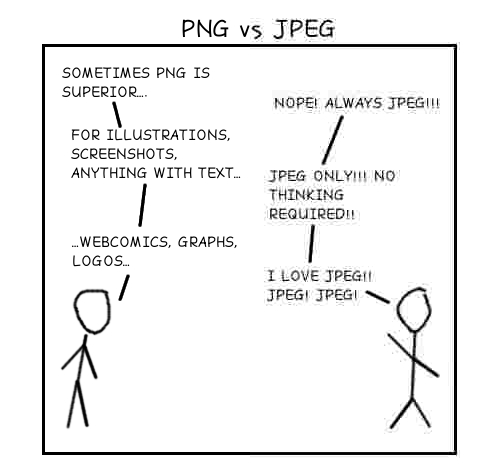 PNG vs JPEG
SOMETIMES PNG IS
SUPERIOR....
FOR ILLUSTRATIONS,
SCREENSHOTS,
ANYTHING WITH TEXT...
...WEBCOMICS, GRAPHS,
LOGOS...
NOPE! ALWAYS JPEG!!!
JPEG ONLY!!! NO
THINKING
REQUIRED!!
I LOVE JPEG!!
JPEG! JPEG!